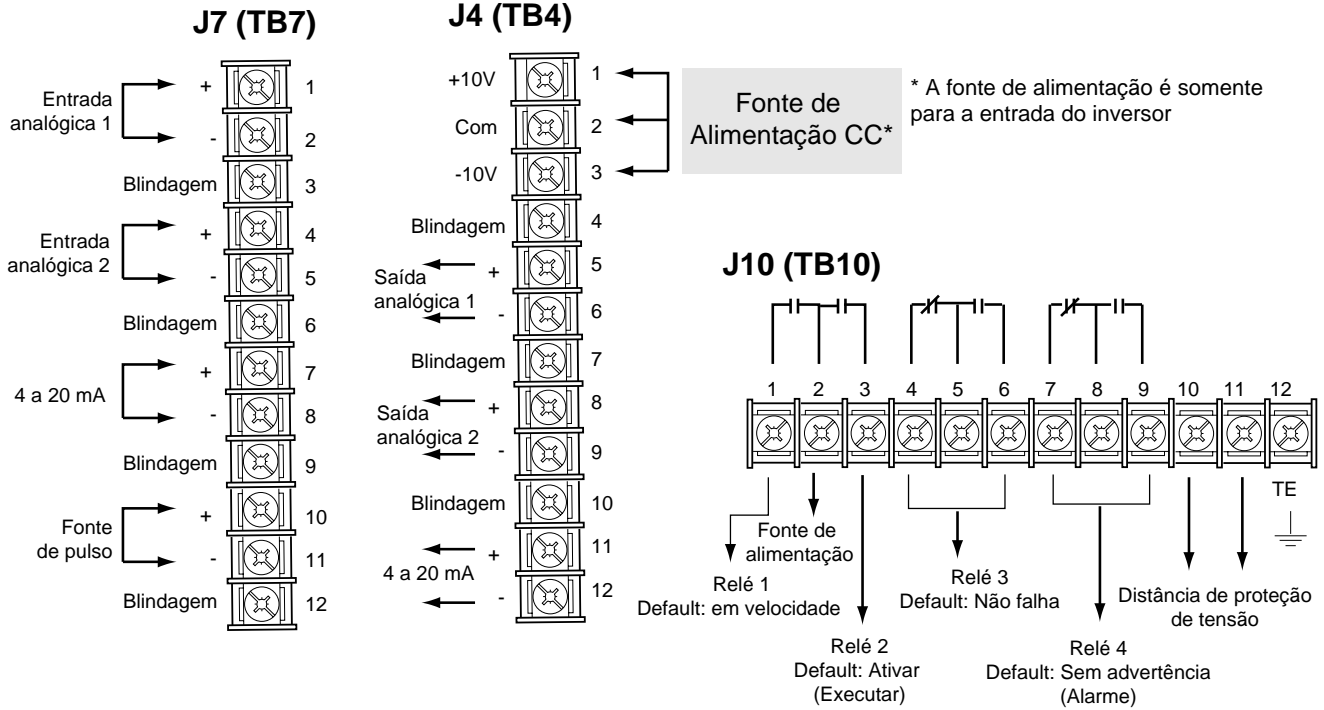 J7 (TB7)
Entrada
analógica 1
+
1
-
2
Blindagem
3
Entrada
analógica 2
+
4
-
5
Blindagem
6
4 a 20 mA
+
7
-
8
Blindagem
9
Fonte
de pulso
+
10
-
11
Blindagem
12
J4 (TB4)
+10V
1
Com
2
-10V
3
Blindagem
4
Saída
analógica 1
+
5
-
6
Blindagem
7
Saída
analógica 2
+
8
-
9
Blindagem
10
4 a 20 mA
+
11
-
12
Fonte de
Alimentação CC*
* A fonte de alimentação é somente
para a entrada do inversor
J10 (TB10)
1 2 3 4 5 6 7 8 9 10 11 12
TE
Relé 1
Default: em velocidade
Fonte de
alimentação
Relé 2
Default: Ativar
(Executar)
Relé 3
Default: Não falha
Relé 4
Default: Sem advertência
(Alarme)
Distância de proteção
de tensão